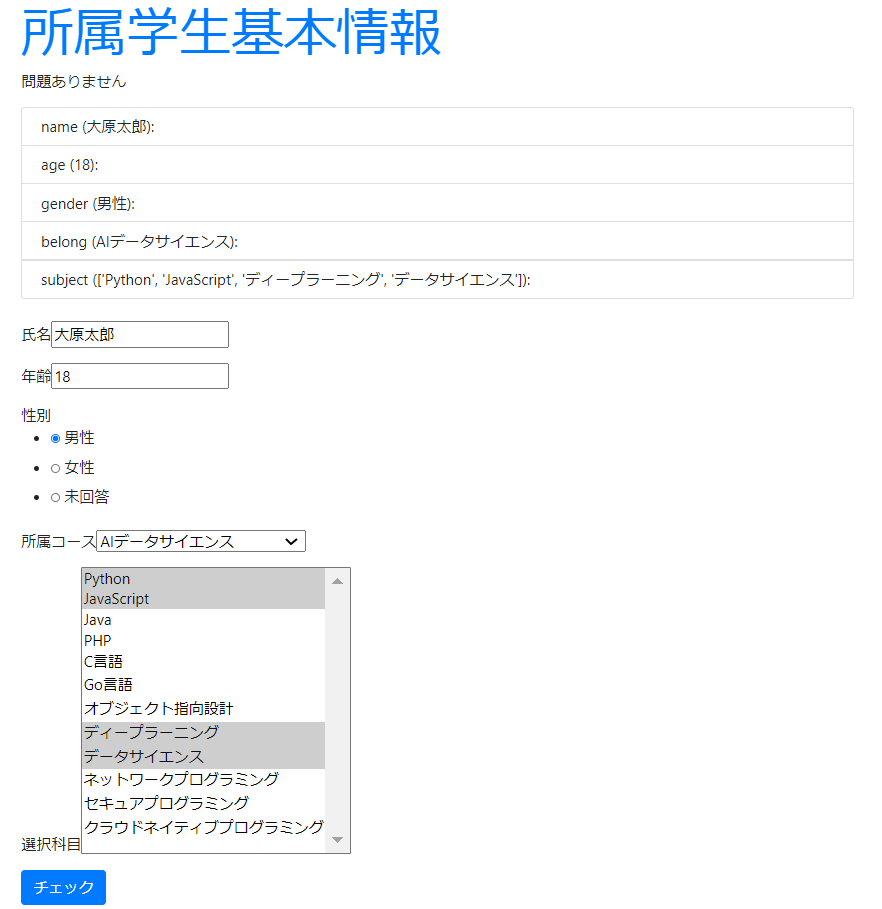 所属学生基本情報
問題ありません
name (大原太郎):
age (18):
gender (男性):
belong (AIデータサイエンス):
subject (['Python', 'JavaScript', 'ディープラーニング', 'データサイエンス']):
氏名 大原太郎
年齢 18
性別
男性
女性
未回答
所属コース AIデータサイエンス
Python
JavaScript
Java
PHP
C言語
Go言語
オブジェクト指向設計
ディープラーニング
データサイエンス
ネットワークプログラミング
セキュアプログラミング
クラウドネイティブプログラミング
選択科目
チェック